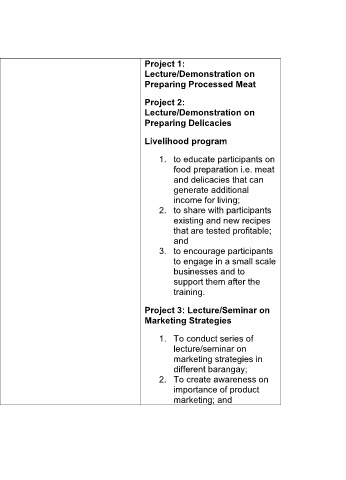 Project 1:
Lecture/Demonstration on
Preparing Processed Meat
Project 2:
Lecture/Demonstration on
Preparing Delicacies
Livelihood program
1. to educate participants on
food preparation i.e. meat
and delicacies that can
generate additional
income for living;
2. to share with participants
existing and new recipes
that are tested profitable;
and
3. to encourage participants
to engage in a small scale
businesses and to
support them after the
training.
Project 3: Lecture/Seminar on
Marketing Strategies
1. To conduct series of
lecture/seminar on
marketing strategies in
different barangay;
2. To create awareness on
importance of product
marketing; and